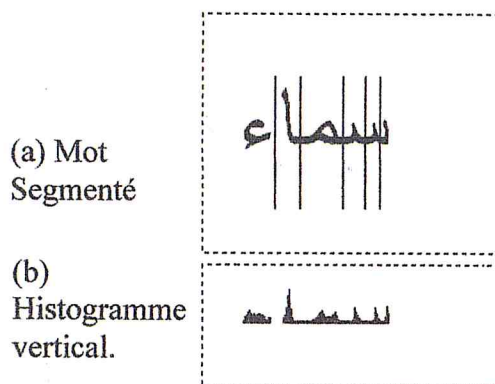 سماء
(a) Mot
Segmenté
(b)
Histogramme
vertical.